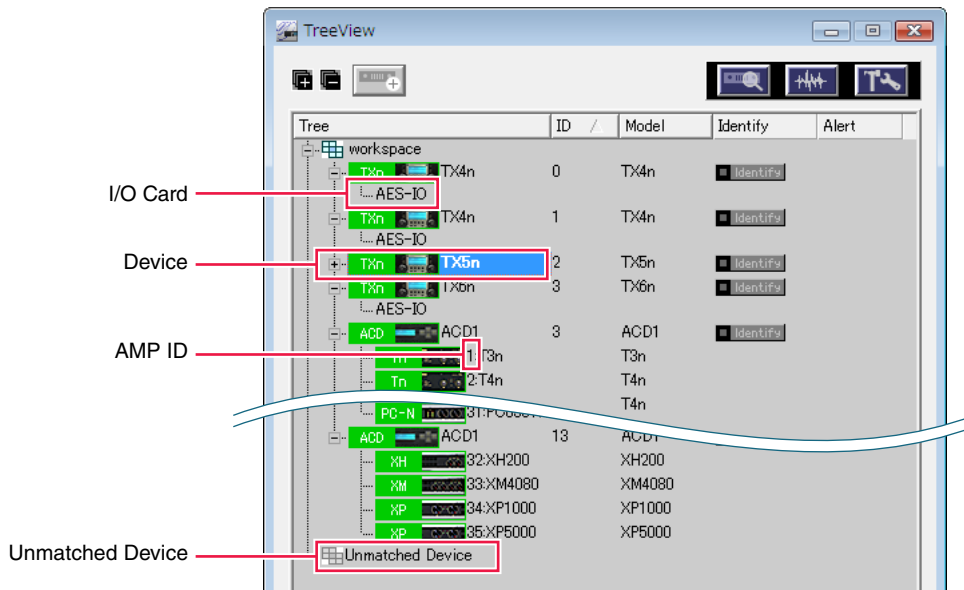 TreeView
Tree ID Model Identify Alert
workspace
TXn TX4n 0 TX4n Identify
I/O Card
AES-IO
TXn TX4n 1 TX4n Identify
AES-IO
Device
TXn TX5n 2 TX5n Identify
TXn TX6n 3 TX6n Identify
AES-IO
ACD ACD1 3 ACD1 Identify
AMP ID
Tn 1:T3n T3n
Tn 2:T4n T4n
PC-N T4n
ACD ACD1 13 ACD1
XH 32:XH200 XH200
XM 33:XM4080 XM4080
XP 34:XP1000 XP1000
XP 35:XP5000 XP5000
Unmatched Device
Unmatched Device